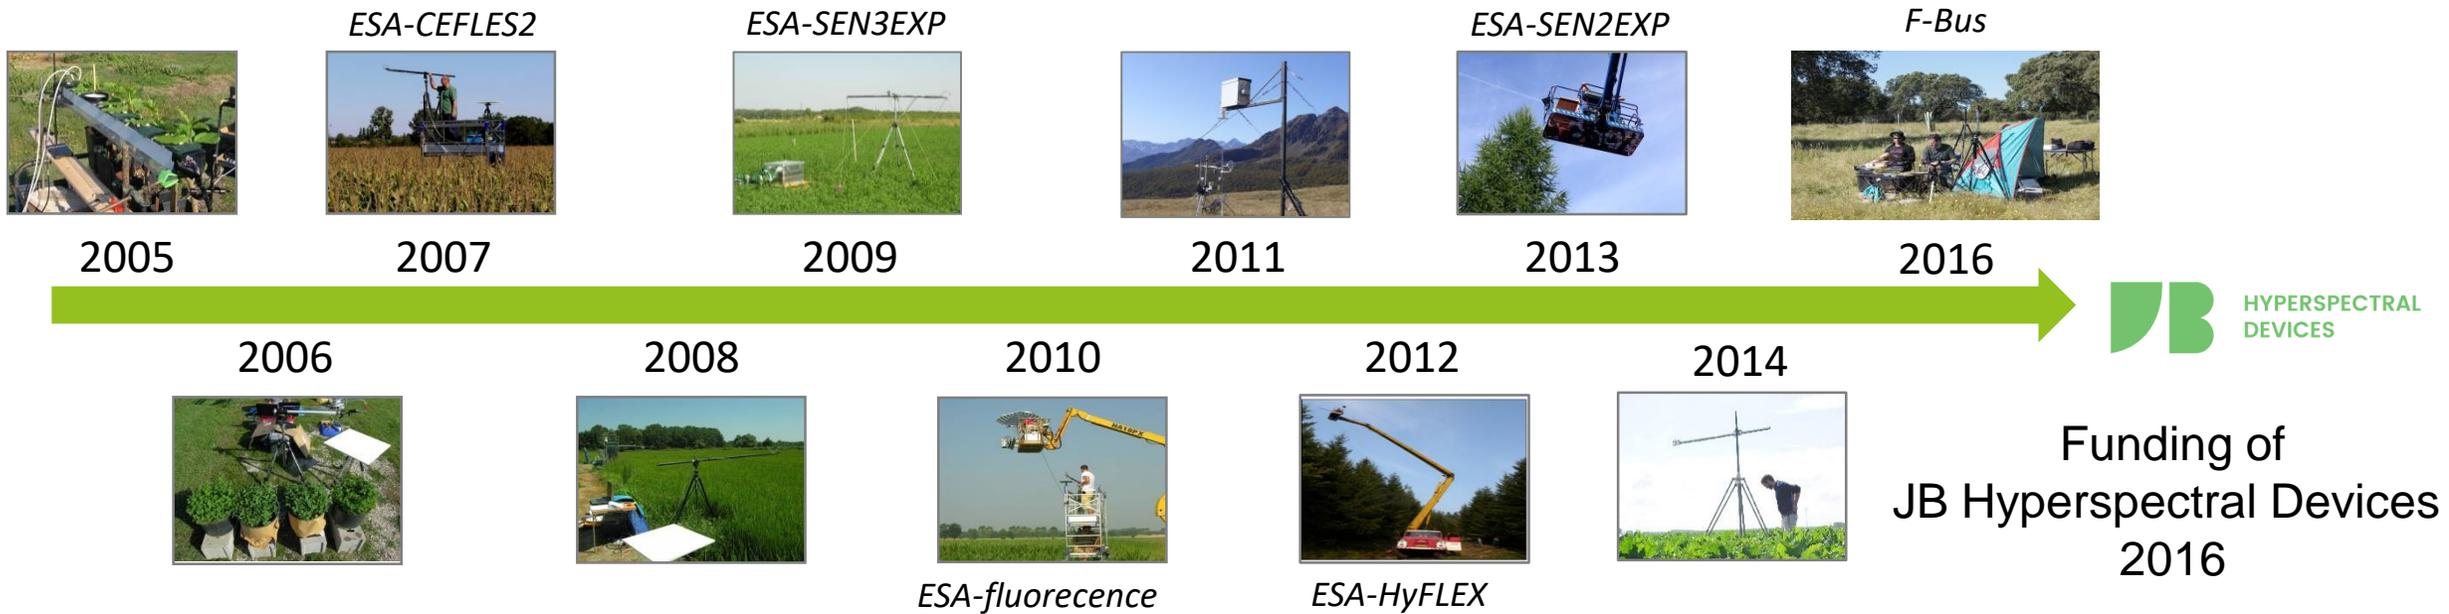 ESA-CEFLES2
ESA-SEN3EXP
ESA-SEN2EXP
F-Bus
2005
2007
2009
2011
2013
2016
HYPERSPECTRAL
DEVICES
2006
2008
2010
2012
2014
HA16PX
Funding of
JB Hyperspectral Devices
2016
ESA-fluorecence
ESA-HyFLEX